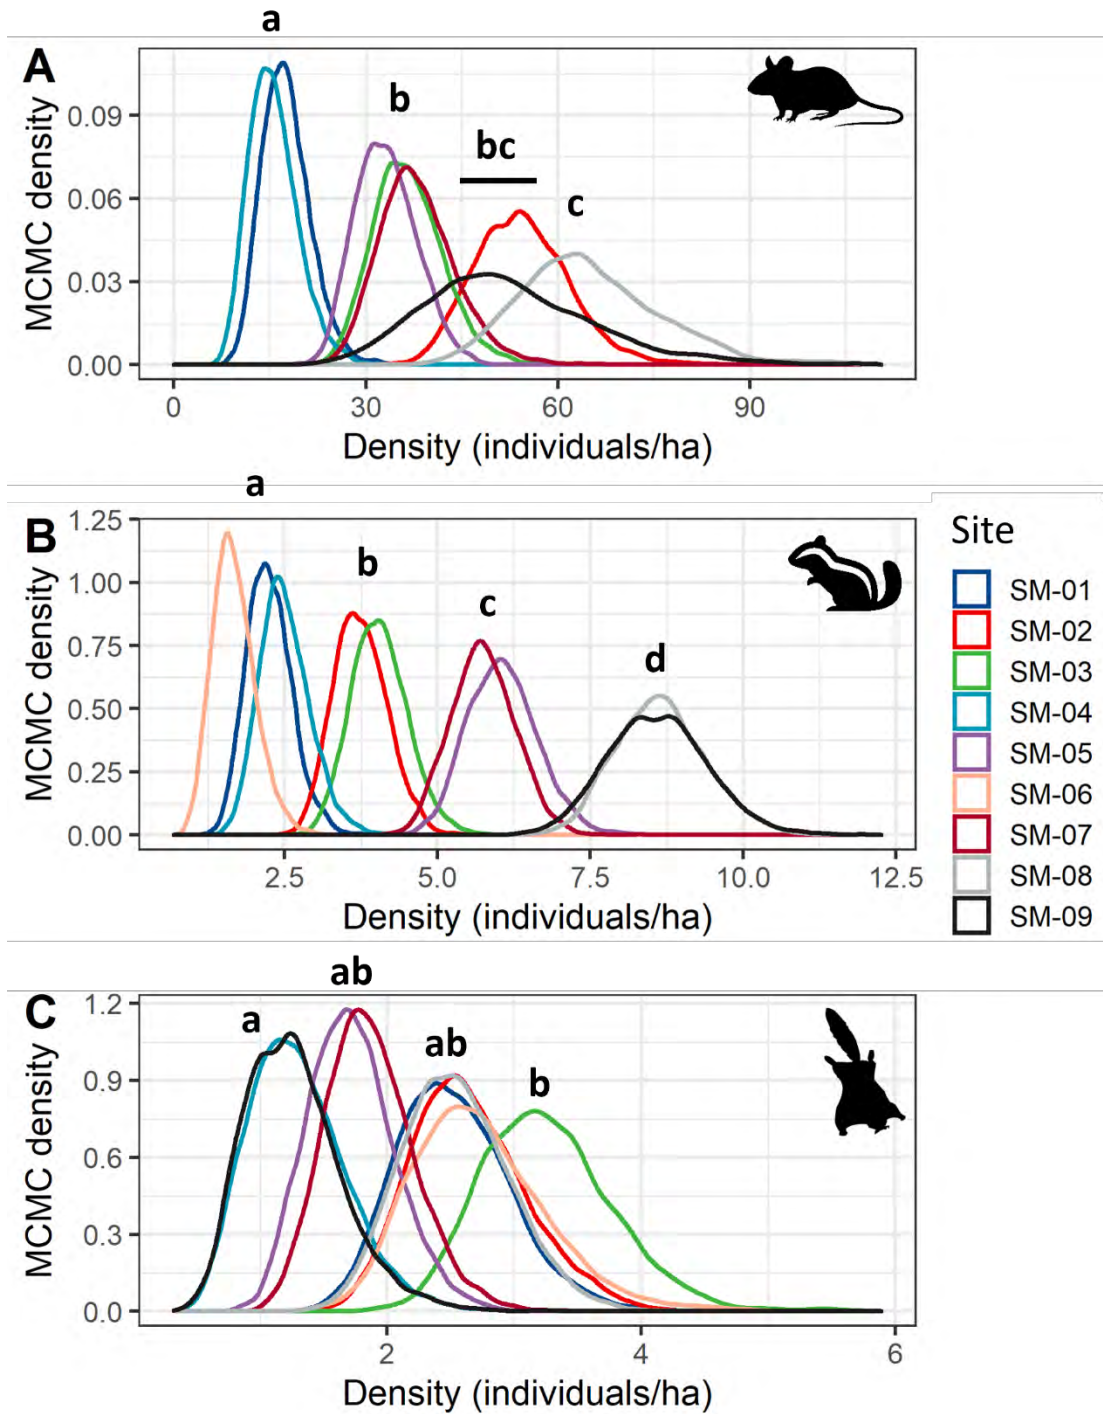 a
A
b
bc
c
0.09
0.06
0.03
0.00
MCMC density
0 30 60 90
Density (individuals/ha)
a
B
b
c
d
1.25
1.00
0.75
0.50
0.25
0.00
MCMC density
2.5 5.0 7.5 10.0 12.5
Density (individuals/ha)
Site
SM-01
SM-02
SM-03
SM-04
SM-05
SM-06
SM-07
SM-08
SM-09
ab
C
a
ab
b
1.2
0.9
0.6
0.3
0.0
MCMC density
2 4 6
Density (individuals/ha)